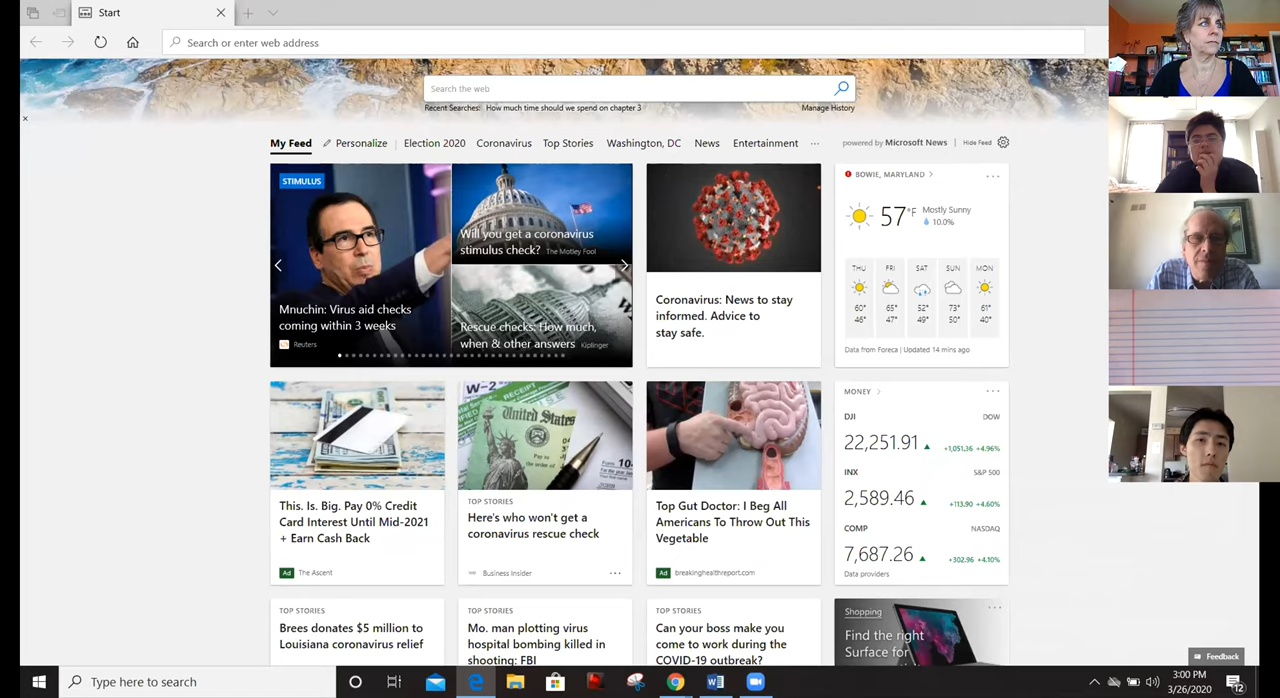 Start
Search or enter web address
Search the web
Recent Searches: How much time should we spend on chapter 3
Manage History
My Feed
Personalize
Election 2020
Coronavirus
Top Stories
Washington, DC
News
Entertainment
...
powered by Microsoft News
Hide Feed
STIMULUS
Mnuchin: Virus aid checks
coming within 3 weeks
Reuters
Will you get a coronavirus
stimulus check? The Motley Fool
Rescue checks: How much,
when & other answers Kiplinger
Coronavirus: News to stay
informed. Advice to
stay safe.
BOWIE, MARYLAND
57°F
Mostly Sunny
10.0%
THU FRI SAT SUN MON
60° 65° 52° 73° 61°
46° 47° 49° 50° 40°
Data from Foreca | Updated 14 mins ago
W-2
RECEIPT
United States
This. Is. Big. Pay 0% Credit
Card Interest Until Mid-2021
+ Earn Cash Back
Ad The Ascent
TOP STORIES
Here's who won't get a
coronavirus rescue check
Business Insider
Top Gut Doctor: I Beg All
Americans To Throw Out This
Vegetable
Ad breakinghealthreport.com
MONEY
DJI DOW
22,251.91 +1,051.36 +4.96%
INX S&P 500
2,589.46 +113.90 +4.60%
COMP NASDAQ
7,687.26 +302.96 +4.10%
Data providers
TOP STORIES
Brees donates $5 million to
Louisiana coronavirus relief
TOP STORIES
Mo. man plotting virus
hospital bombing killed in
shooting: FBI
TOP STORIES
Can your boss make you
come to work during the
COVID-19 outbreak?
Shopping
Find the right
Surface for
Feedback
Type here to search
3:00 PM
3/26/2020
12